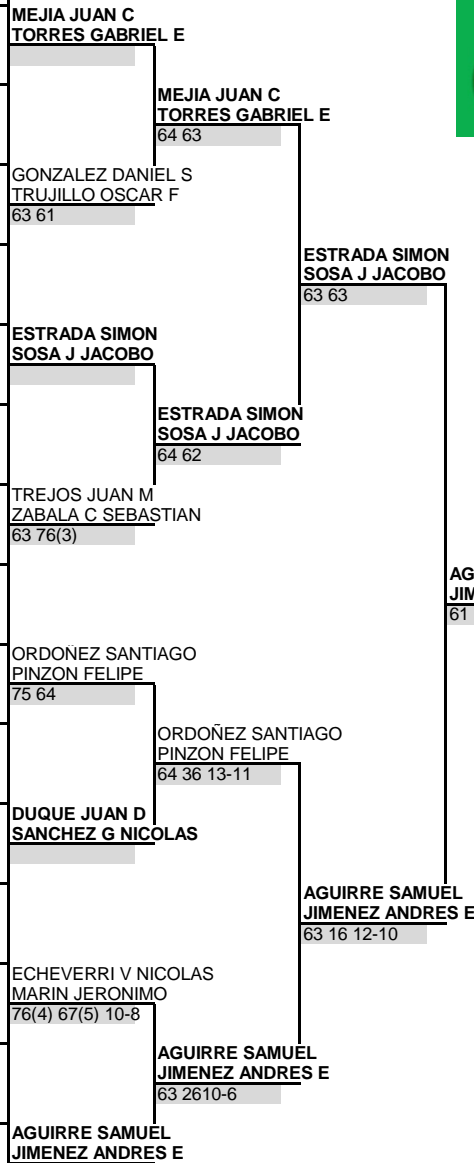 MEJIA JUAN C
TORRES GABRIEL E
MEJIA JUAN C
TORRES GABRIEL E
64 63
GONZALEZ DANIEL S
TRUJILLO OSCAR F
63 61
ESTRADA SIMON
SOSA J JACOBO
63 63
ESTRADA SIMON
SOSA J JACOBO
ESTRADA SIMON
SOSA J JACOBO
64 62
TREJOS JUAN M
ZABALA C SEBASTIAN
63 76(3)
AG
JIM
61
ORDOÑEZ SANTIAGO
PINZON FELIPE
75 64
ORDOÑEZ SANTIAGO
PINZON FELIPE
64 36 13-11
DUQUE JUAN D
SANCHEZ G NICOLAS
AGUIRRE SAMUEL
JIMENEZ ANDRES E
63 16 12-10
ECHEVERRI V NICOLAS
MARIN JERONIMO
76(4) 67(5) 10-8
AGUIRRE SAMUEL
JIMENEZ ANDRES E
63 2610-6
AGUIRRE SAMUEL
JIMENEZ ANDRES E